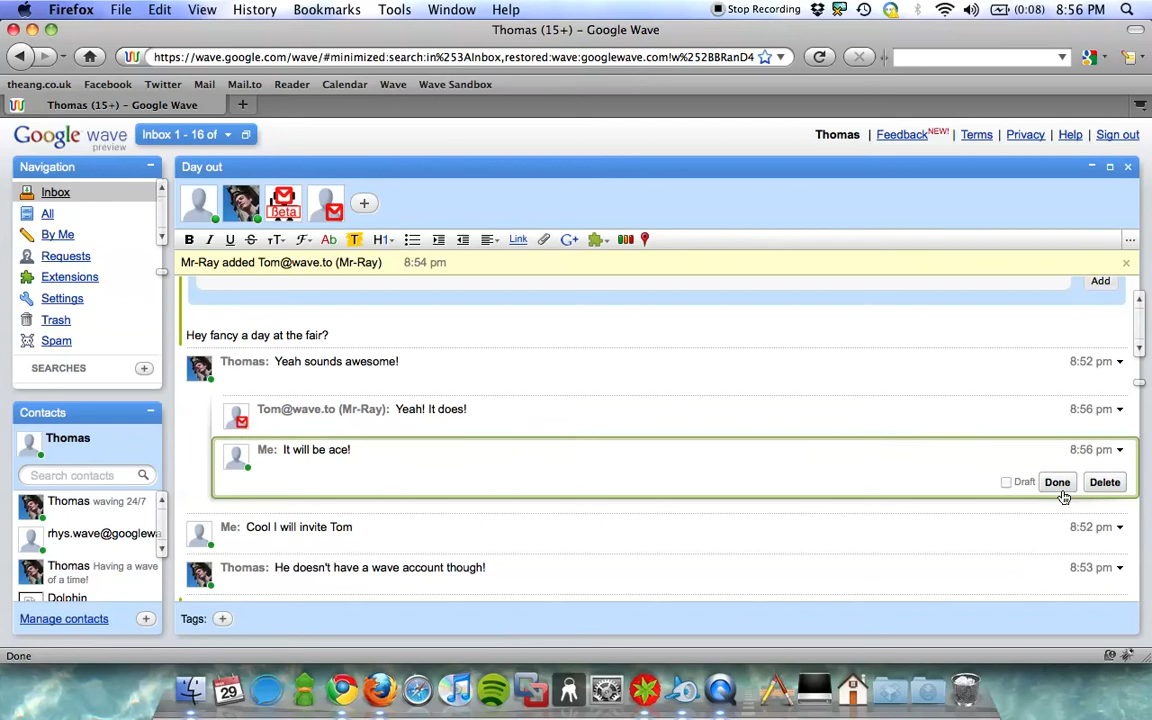 Firefox File Edit View History Bookmarks Tools Window Help Stop Recording (0:08) 8:56 PM
Thomas (15+) – Google Wave
https://wave.google.com/wave/#minimized:search:in%253AInbox,restored:wave:googlewave.com!w%252BBRanD4
theang.co.uk Facebook Twitter Mail Mail.to Reader Calendar Wave Wave Sandbox
Thomas (15+) – Google Wave
Google wave preview Inbox 1 - 16 of Thomas | Feedback NEW! | Terms | Privacy | Help | Sign out
Navigation
Inbox
All
By Me
Requests
Extensions
Settings
Trash
Spam
SEARCHES
Contacts
Thomas
Search contacts
Thomas waving 24/7
rhys.wave@googlew
Thomas Having a wave
of a time!
Dolphin
Manage contacts
Day out
Beta
B I U S Ab T H1 Link
Mr-Ray added Tom@wave.to (Mr-Ray) 8:54 pm
Add
Hey fancy a day at the fair?
Thomas: Yeah sounds awesome! 8:52 pm
Tom@wave.to (Mr-Ray): Yeah! It does! 8:56 pm
Me: It will be ace! 8:56 pm
Draft Done Delete
Me: Cool I will invite Tom 8:52 pm
Thomas: He doesn't have a wave account though! 8:53 pm
Tags:
Done
29